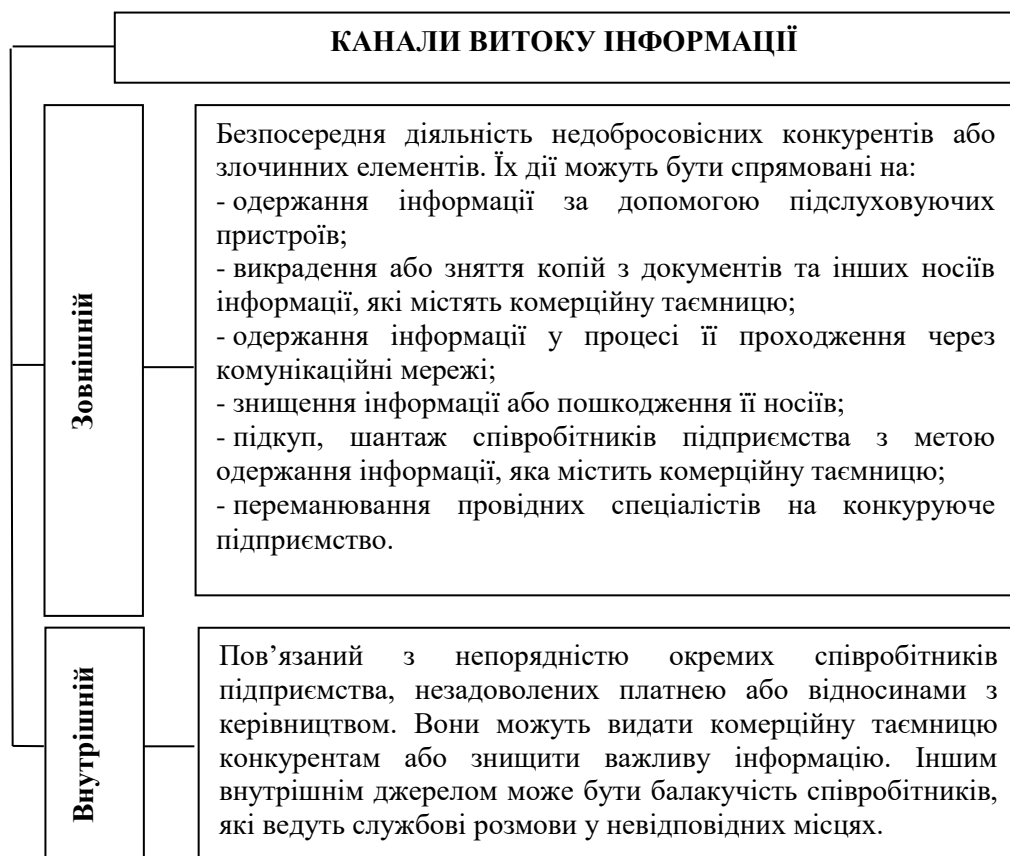 КАНАЛИ ВИТОКУ ІНФОРМАЦІЇ
Зовнішній
Безпосередня діяльність недобросовісних конкурентів або
злочинних елементів. Їх дії можуть бути спрямовані на:
- одержання інформації за допомогою підслуховуючих
пристроїв;
- викрадення або зняття копій з документів та інших носіїв
інформації, які містять комерційну таємницю;
- одержання інформації у процесі її проходження через
комунікаційні мережі;
- знищення інформації або пошкодження її носіїв;
- підкуп, шантаж співробітників підприємства з метою
одержання інформації, яка містить комерційну таємницю;
- переманювання провідних спеціалістів на конкуруюче
підприємство.
Внутрішній
Пов’язаний з непорядністю окремих співробітників
підприємства, незадоволених платнею або відносинами з
керівництвом. Вони можуть видати комерційну таємницю
конкурентам або знищити важливу інформацію. Іншим
внутрішнім джерелом може бути балакучість співробітників,
які ведуть службові розмови у невідповідних місцях.